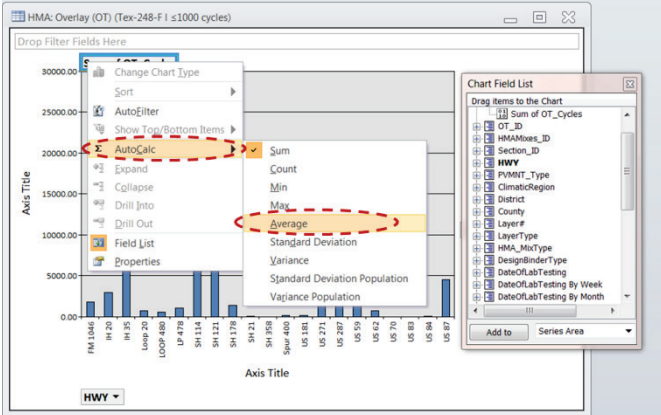 HMA: Overlay (OT) (Tex-248-F I ≤1000 cycles)
Drop Filter Fields Here
Sum of OT_Cycles
30000.00
25000.00
20000.00
15000.00
10000.00
5000.00
0.00
Axis Title
Change Chart Type
Sort
AutoFilter
Show Top/Bottom Items
AutoCalc
Expand
Collapse
Drill Into
Drill Out
Field List
Properties
Sum
Count
Min
Max
Average
Standard Deviation
Variance
Standard Deviation Population
Variance Population
FM 1046
IH 20
IH 35
Loop 20
LOOP 480
LP 478
SH 114
SH 121
SH 178
SH 21
SH 358
Spur 400
US 181
US 271
US 287
US 59
US 62
US 70
US 83
US 84
US 87
Axis Title
HWY
Chart Field List
Drag items to the Chart
Sum of OT_Cycles
OT_ID
HMAMixes_ID
Section_ID
HWY
PVMNT_Type
ClimaticRegion
District
County
Layer#
LayerType
HMA_MixType
DesignBinderType
DateOfLabTesting
DateOfLabTesting By Week
DateOfLabTesting By Month
Add to
Series Area